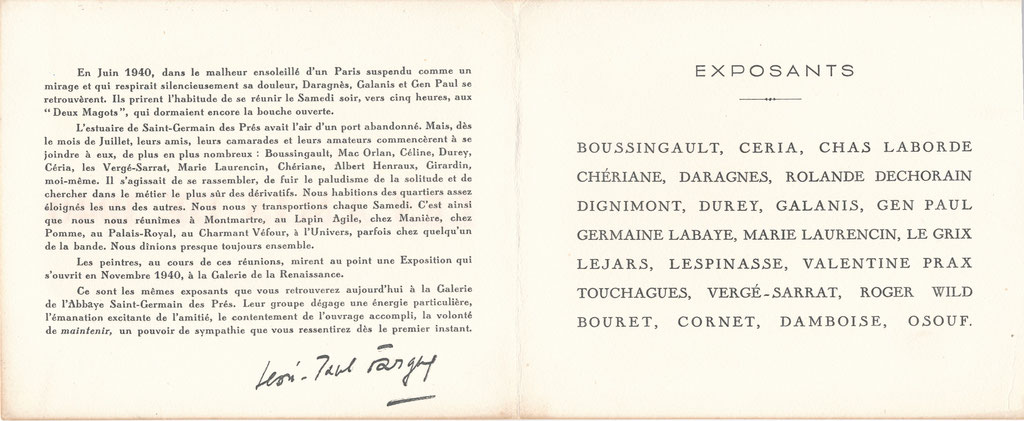 En Juin 1940, dans le malheur ensoleillé d'un Paris suspendu comme un
mirage et qui respirait silencieusement sa douleur, Daragnès, Galanis et Gen Paul se
retrouvèrent. Ils prirent l'habitude de se réunir le Samedi soir, vers cinq heures, aux
"Deux Magots", qui dormaient encore la bouche ouverte.
L'estuaire de Saint-Germain des Prés avait l'air d'un port abandonné. Mais, dès
le mois de Juillet, leurs amis, leurs camarades et leurs amateurs commencèrent à se
joindre à eux, de plus en plus nombreux : Boussingault, Mac Orlan, Céline, Durey,
Céria, les Vergé-Sarrat, Marie Laurencin, Chériane, Albert Henraux, Girardin,
moi-même. Il s'agissait de se rassembler, de fuir le paludisme de la solitude et de
chercher dans le métier le plus sûr des dérivatifs. Nous habitions des quartiers assez
éloignés les uns des autres. Nous nous y transportions chaque Samedi. C'est ainsi
que nous nous réunîmes à Montmartre, au Lapin Agile, chez Manière, chez
Pomme, au Palais-Royal, au Charmant Véfour, à l'Univers, parfois chez quelqu'un
de la bande. Nous dînions presque toujours ensemble.
Les peintres, au cours de ces réunions, mirent au point une Exposition qui
s'ouvrit en Novembre 1940, à la Galerie de la Renaissance.
Ce sont les mêmes exposants que vous retrouverez aujourd'hui à la Galerie
de l'Abbaye Saint-Germain des Prés. Leur groupe dégage une énergie particulière,
l'émanation excitante de l'amitié, le contentement de l'ouvrage accompli, la volonté
de maintenir, un pouvoir de sympathie que vous ressentirez dès le premier instant.
Léon-Paul Fargue
EXPOSANTS
BOUSSINGAULT, CERIA, CHAS LABORDE
CHÉRIANE, DARAGNES, ROLANDE DECHORAIN
DIGNIMONT, DUREY, GALANIS, GEN PAUL
GERMAINE LABAYE, MARIE LAURENCIN, LE GRIX
LEJARS, LESPINASSE, VALENTINE PRAX
TOUCHAGUES, VERGÉ-SARRAT, ROGER WILD
BOURET, CORNET, DAMBOISE, OSOUF.